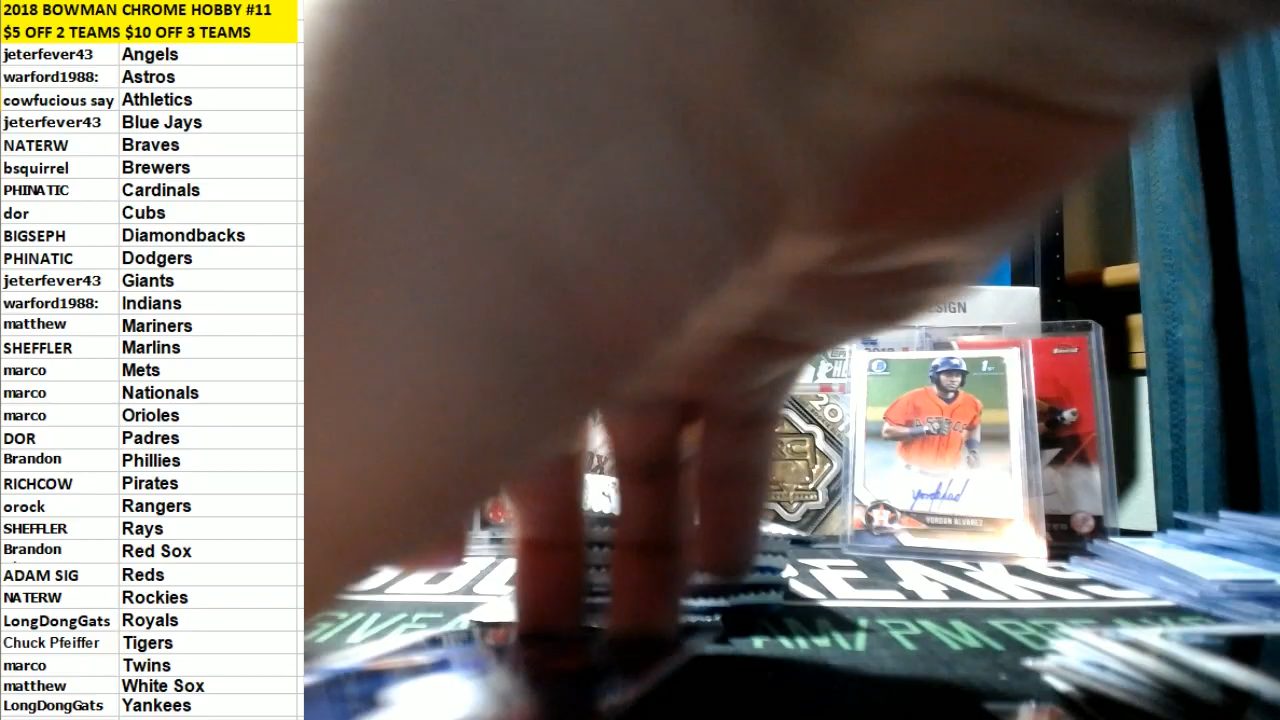 2018 BOWMAN CHROME HOBBY #11
$5 OFF 2 TEAMS $10 OFF 3 TEAMS
jeterfever43 Angels
warford1988: Astros
cowfucious say Athletics
jeterfever43 Blue Jays
NATERW Braves
bsquirrel Brewers
PHINATIC Cardinals
dor Cubs
BIGSEPH Diamondbacks
PHINATIC Dodgers
jeterfever43 Giants
warford1988: Indians
matthew Mariners
SHEFFLER Marlins
marco Mets
marco Nationals
marco Orioles
DOR Padres
Brandon Phillies
RICHCOW Pirates
orock Rangers
SHEFFLER Rays
Brandon Red Sox
ADAM SIG Reds
NATERW Rockies
LongDongGats Royals
Chuck Pfeiffer Tigers
marco Twins
matthew White Sox
LongDongGats Yankees
1st
ASTROS
YORDAN ALVAREZ
AM/PM